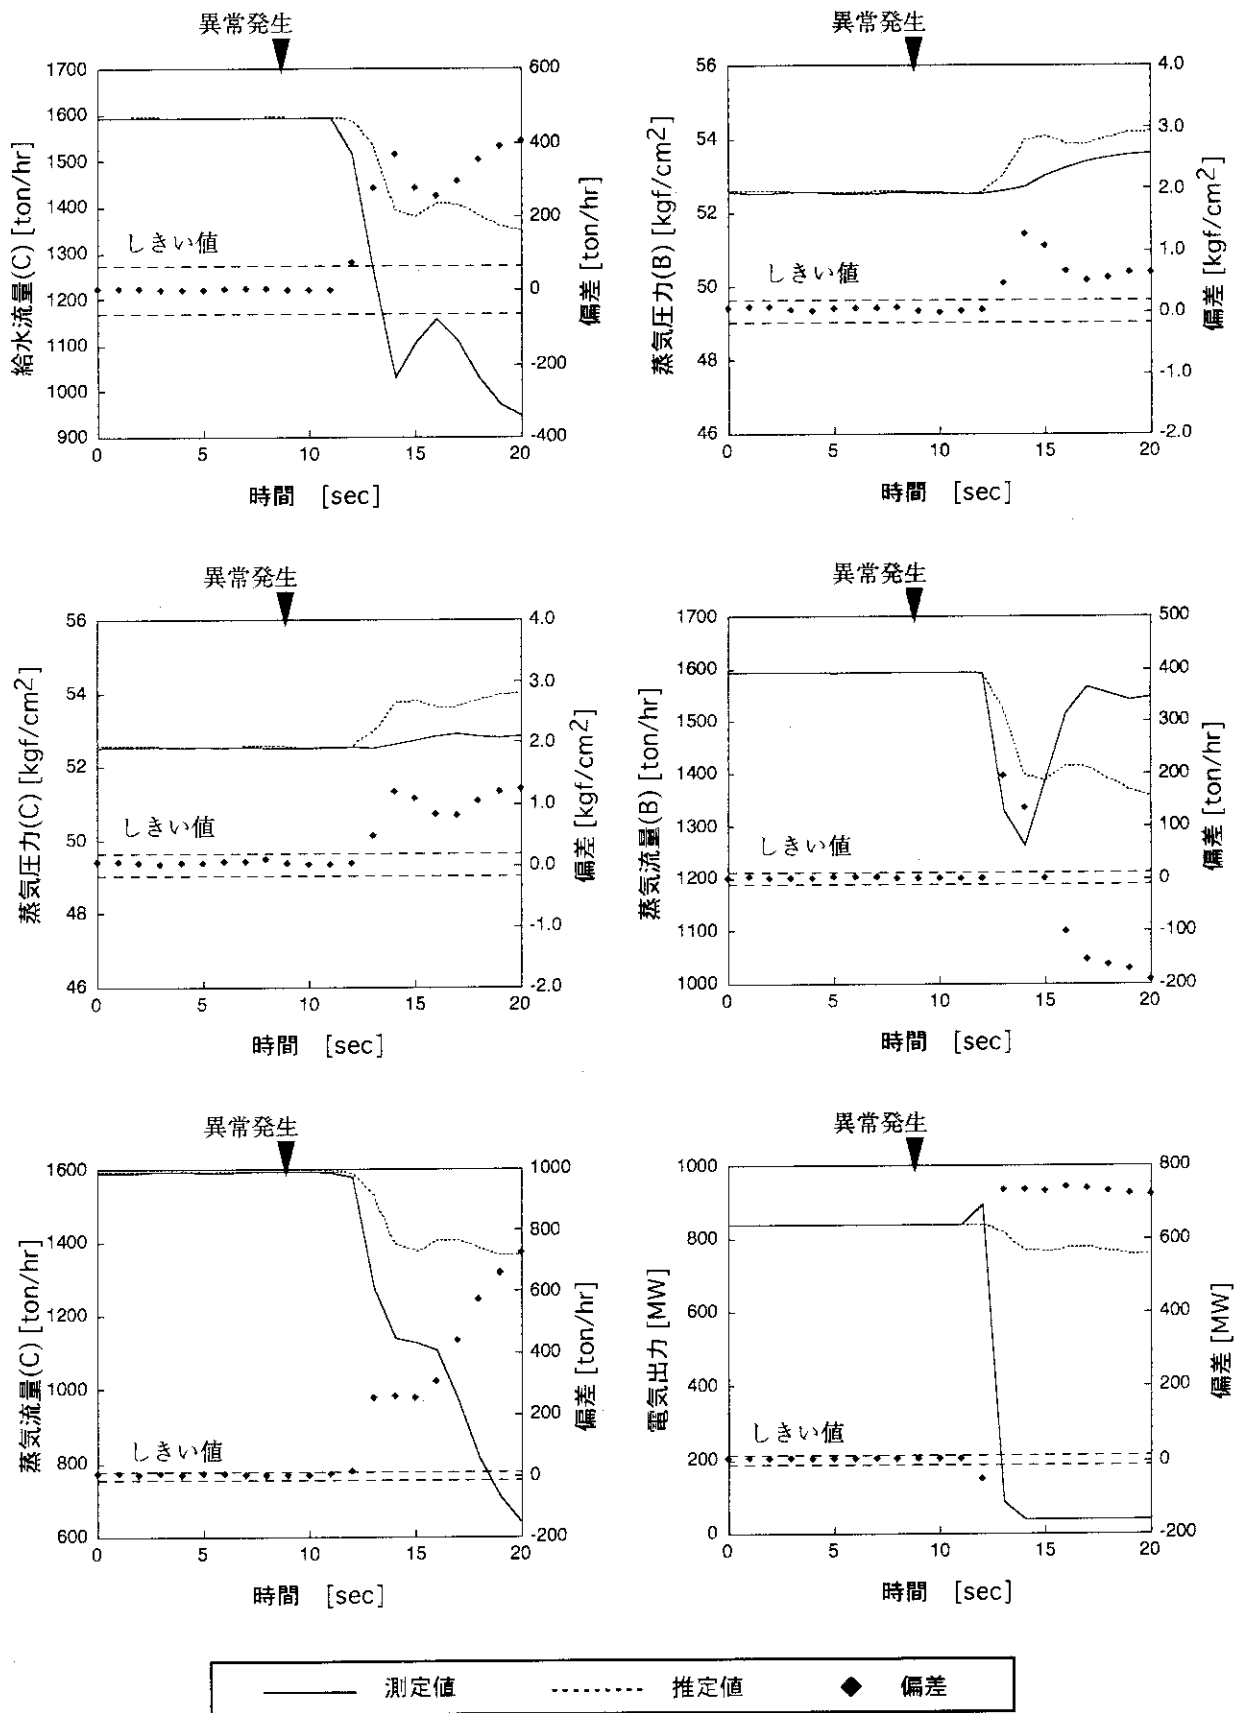 異常発生
給水流量(C) [ton/hr]
1700
1600
1500
1400
1300
1200
1100
1000
900
しきい値
600
400
200
0
-200
-400
偏差 [ton/hr]
0 5 10 15 20
時間 [sec]
異常発生
蒸気圧力(B) [kgf/cm2]
56
54
52
50
48
46
しきい値
4.0
3.0
2.0
1.0
0.0
-1.0
-2.0
偏差 [kgf/cm2]
0 5 10 15 20
時間 [sec]
異常発生
蒸気圧力(C) [kgf/cm2]
56
54
52
50
48
46
しきい値
4.0
3.0
2.0
1.0
0.0
-1.0
-2.0
偏差 [kgf/cm2]
0 5 10 15 20
時間 [sec]
異常発生
蒸気流量(B) [ton/hr]
1700
1600
1500
1400
1300
1200
1100
1000
しきい値
500
400
300
200
100
0
-100
-200
偏差 [ton/hr]
0 5 10 15 20
時間 [sec]
異常発生
蒸気流量(C) [ton/hr]
1600
1400
1200
1000
800
600
しきい値
1000
800
600
400
200
0
-200
偏差 [ton/hr]
0 5 10 15 20
時間 [sec]
異常発生
電気出力 [MW]
1000
800
600
400
200
0
しきい値
800
600
400
200
0
-200
偏差 [MW]
0 5 10 15 20
時間 [sec]
測定値 推定値 偏差